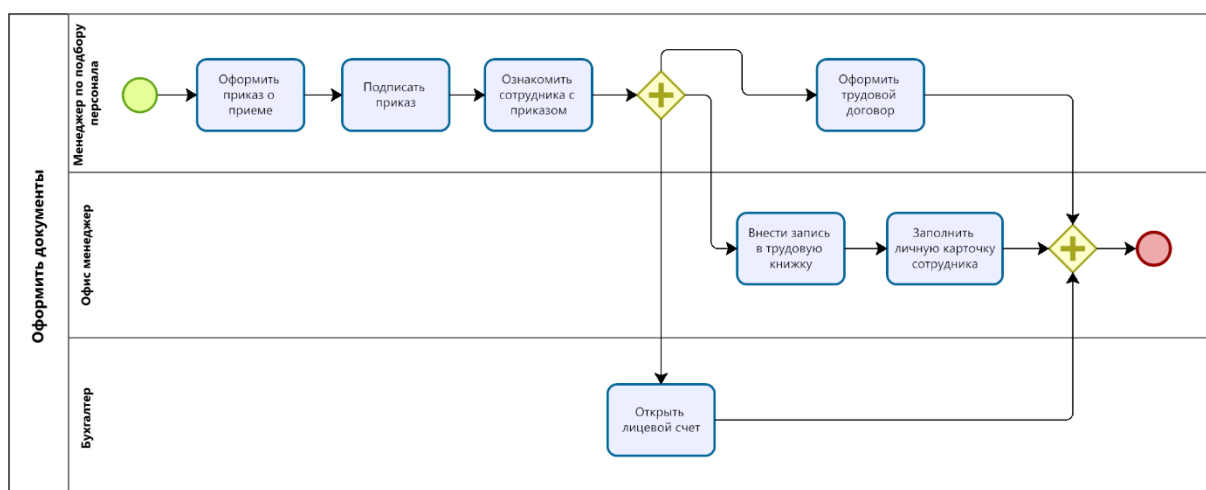 Оформить документы
Менеджер по подбору
персонала
Оформить
приказ о
приеме
Подписать
приказ
Ознакомить
сотрудника с
приказом
Оформить
трудовой
договор
Офис менеджер
Внести запись
в трудовую
книжку
Заполнить
личную карточку
сотрудника
Бухгалтер
Открыть
лицевой счет